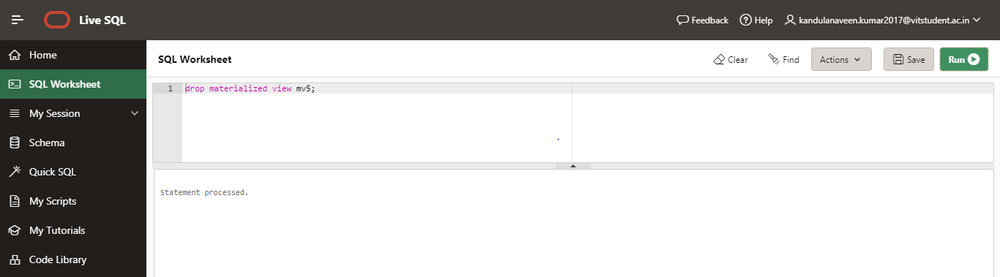 Live SQL
Feedback
Help
kandulanaveen.kumar2017@vitstudent.ac.in
Home
SQL Worksheet
My Session
Schema
Quick SQL
My Scripts
My Tutorials
Code Library
SQL Worksheet
Clear
Find
Actions
Save
Run
1 drop materialized view mv5;
Statement processed.